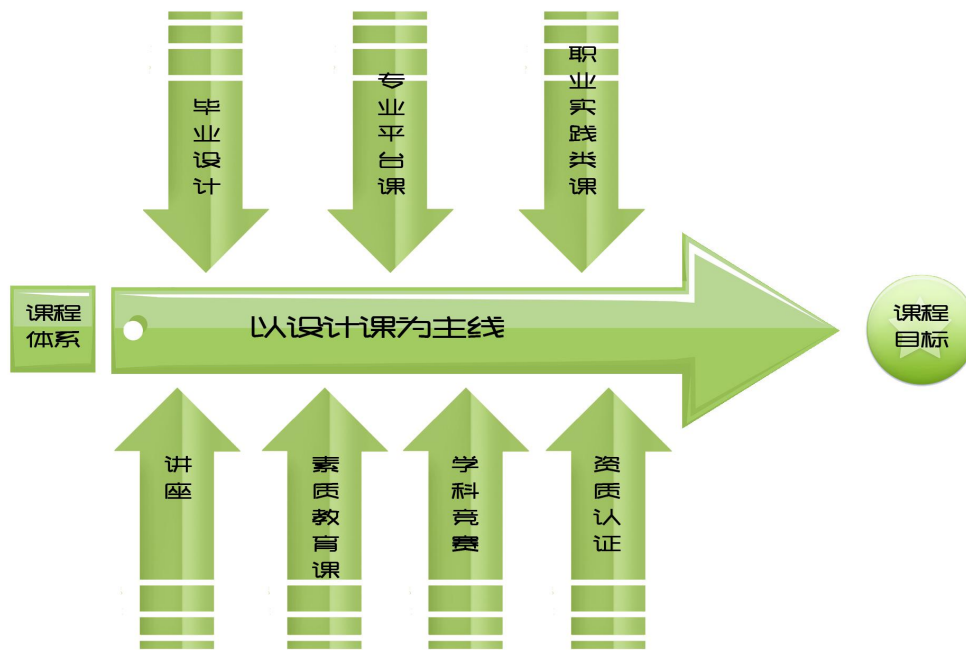 毕业设计
专业平台课
职业实践类课
课程
体系
以设计课为主线
课程
目标
讲座
素质教育课
学科竞赛
资质认证